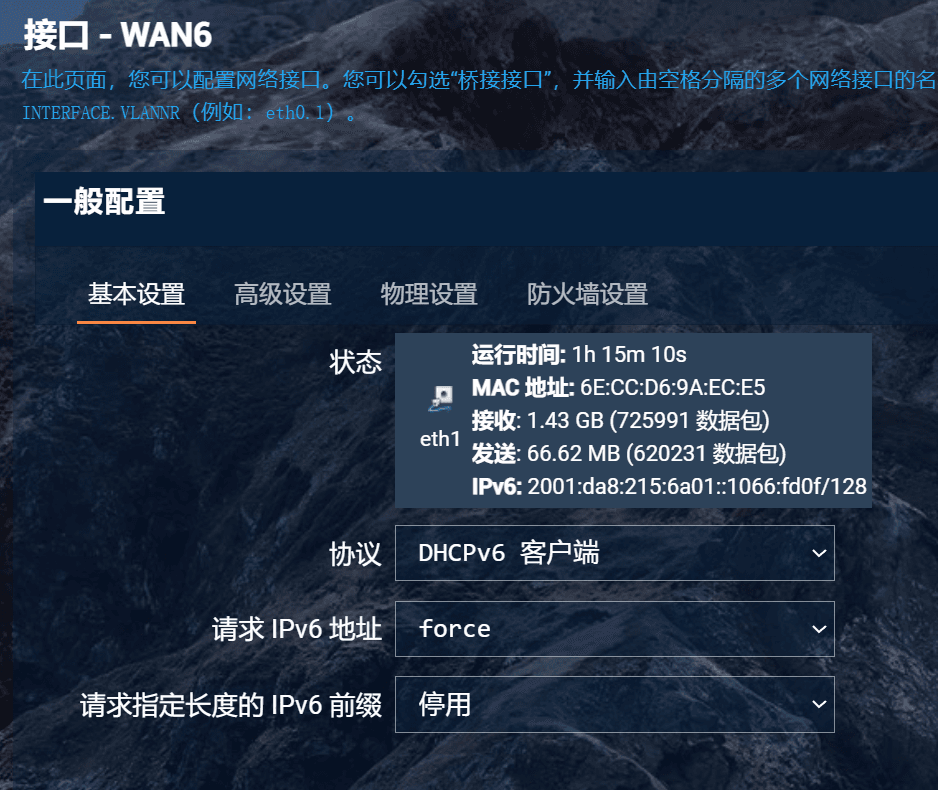 接口 - WAN6
在此页面，您可以配置网络接口。您可以勾选“桥接接口”，并输入由空格分隔的多个网络接口的名
INTERFACE.VLANNR（例如：eth0.1）。
一般配置
基本设置 高级设置 物理设置 防火墙设置
状态
eth1
运行时间: 1h 15m 10s
MAC 地址: 6E:CC:D6:9A:EC:E5
接收: 1.43 GB (725991 数据包)
发送: 66.62 MB (620231 数据包)
IPv6: 2001:da8:215:6a01::1066:fd0f/128
协议 DHCPv6 客户端
请求 IPv6 地址 force
请求指定长度的 IPv6 前缀 停用